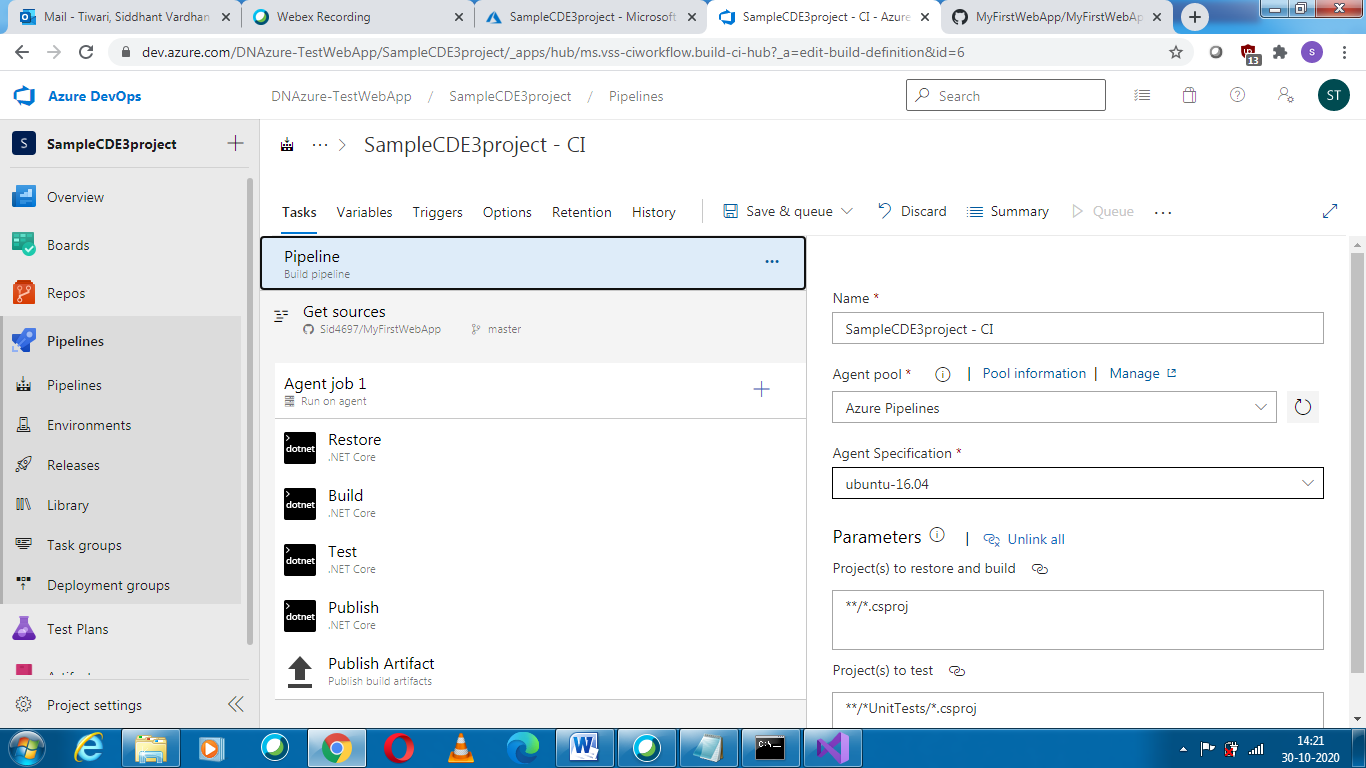 Mail - Tiwari, Siddhant Vardhan
Webex Recording
SampleCDE3project - Microsoft
SampleCDE3project - CI - Azure
MyFirstWebApp/MyFirstWebAp
dev.azure.com/DNAzure-TestWebApp/SampleCDE3project/_apps/hub/ms.vss-ciworkflow.build-ci-hub?_a=edit-build-definition&id=6
13
S
Azure DevOps
DNAzure-TestWebApp / SampleCDE3project / Pipelines
Search
ST
S SampleCDE3project
Overview
Boards
Repos
Pipelines
Pipelines
Environments
Releases
Library
Task groups
Deployment groups
Test Plans
Project settings
... > SampleCDE3project - CI
Tasks Variables Triggers Options Retention History
Save & queue Discard Summary Queue ...
Pipeline
Build pipeline
...
Get sources
Sid4697/MyFirstWebApp master
Agent job 1
Run on agent
dotnet Restore
.NET Core
dotnet Build
.NET Core
dotnet Test
.NET Core
dotnet Publish
.NET Core
Publish Artifact
Publish build artifacts
Name *
SampleCDE3project - CI
Agent pool * | Pool information | Manage
Azure Pipelines
Agent Specification *
ubuntu-16.04
Parameters | Unlink all
Project(s) to restore and build
**/*.csproj
Project(s) to test
**/*UnitTests/*.csproj
14:21
30-10-2020